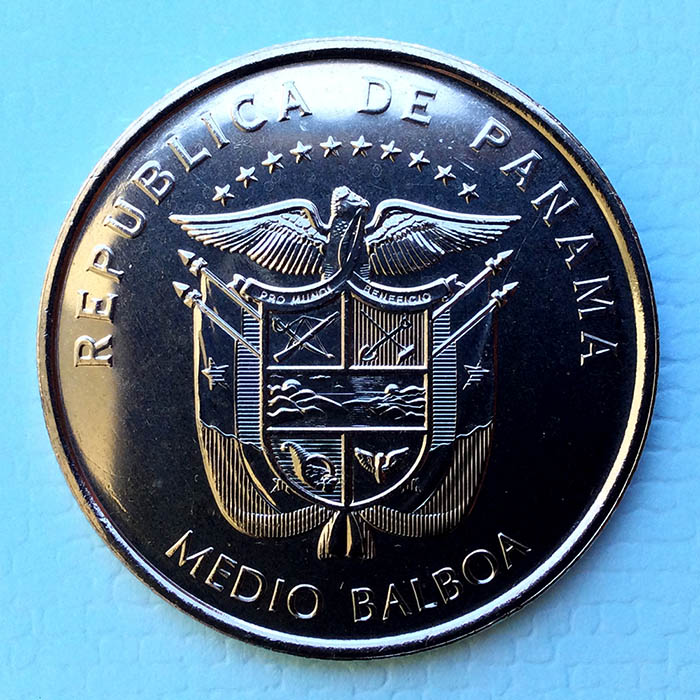 REPUBLICA DE PANAMA
PRO MUNDI BENEFICIO
MEDIO BALBOA